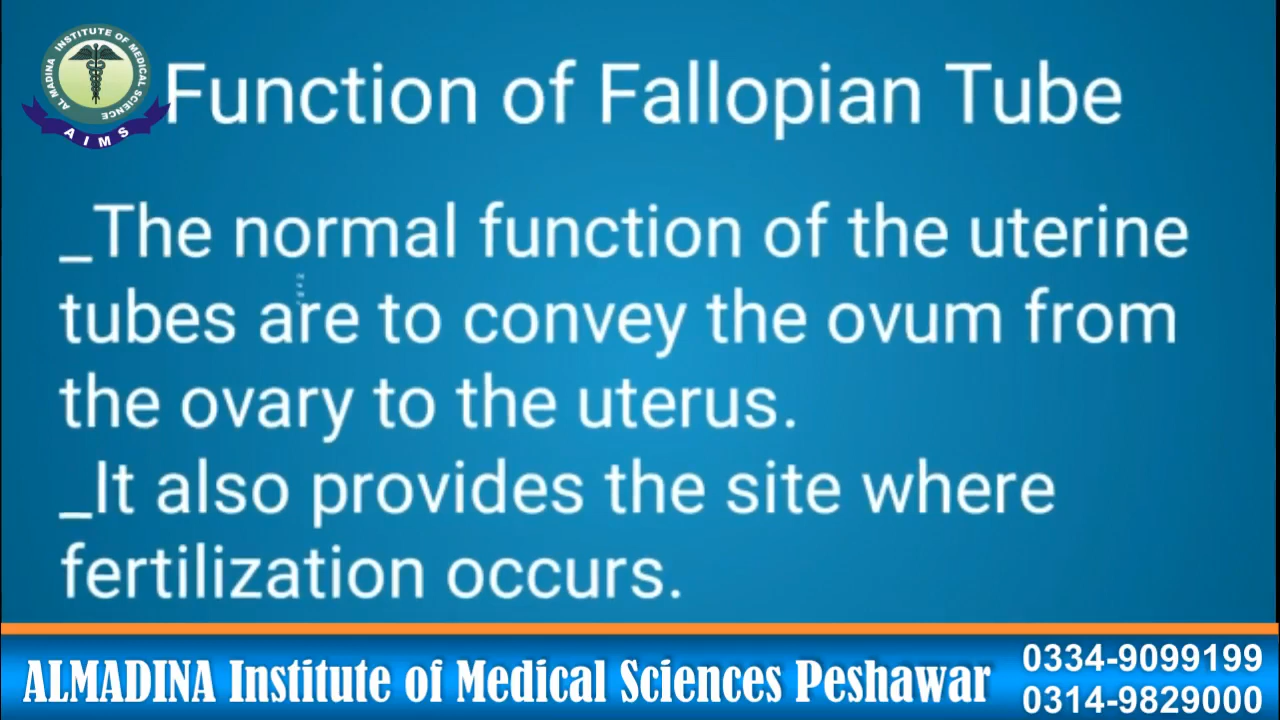 AL MADINA INSTITUTE OF MEDICAL SCIENCE
AIMS
Function of Fallopian Tube
_The normal function of the uterine
tubes are to convey the ovum from
the ovary to the uterus.
_It also provides the site where
fertilization occurs.
ALMADINA Institute of Medical Sciences Peshawar
0334-9099199
0314-9829000